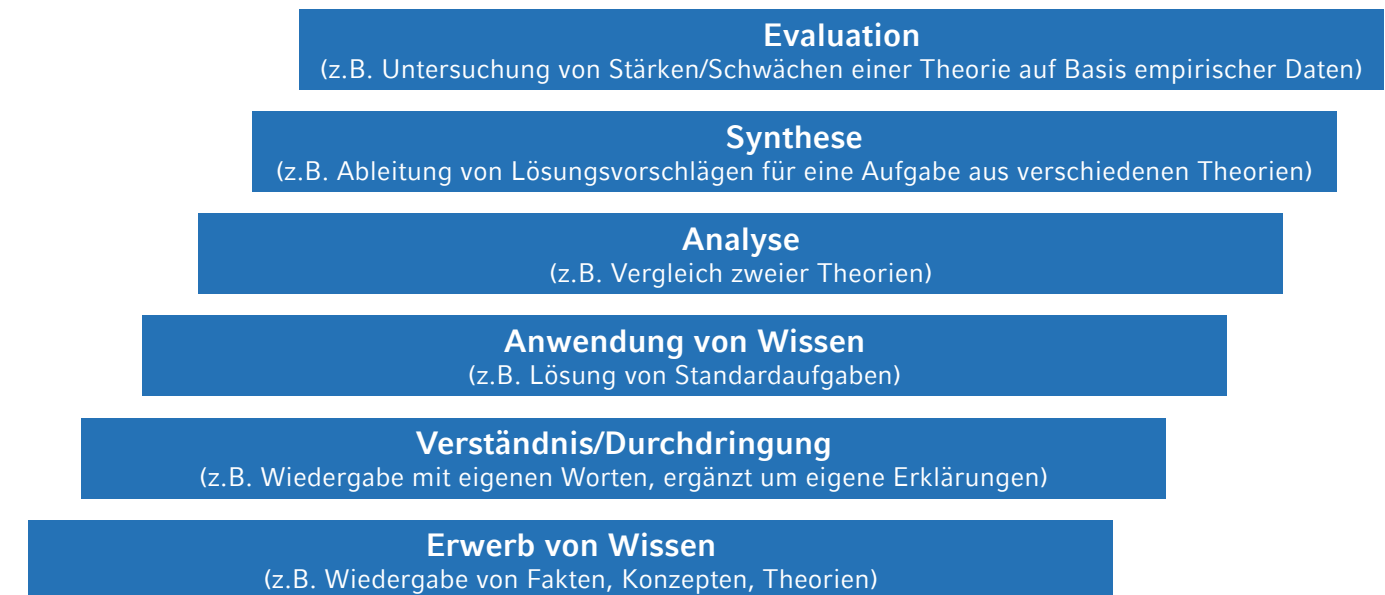 Evaluation
(z.B. Untersuchung von Stärken/Schwächen einer Theorie auf Basis empirischer Daten)
Synthese
(z.B. Ableitung von Lösungsvorschlägen für eine Aufgabe aus verschiedenen Theorien)
Analyse
(z.B. Vergleich zweier Theorien)
Anwendung von Wissen
(z.B. Lösung von Standardaufgaben)
Verständnis/Durchdringung
(z.B. Wiedergabe mit eigenen Worten, ergänzt um eigene Erklärungen)
Erwerb von Wissen
(z.B. Wiedergabe von Fakten, Konzepten, Theorien)